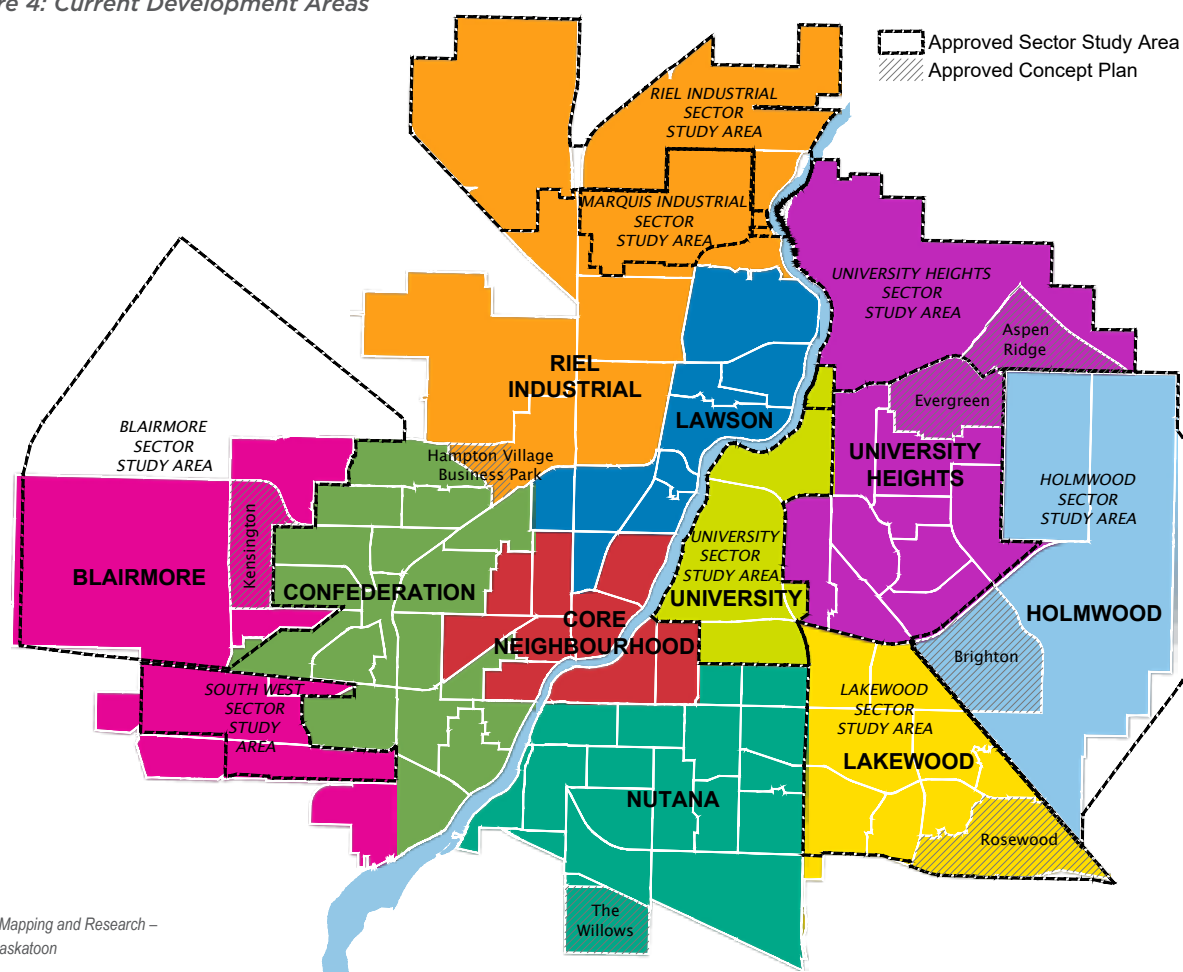 re 4: Current Development Areas
Approved Sector Study Area
Approved Concept Plan
RIEL INDUSTRIAL
SECTOR
STUDY AREA
MARQUIS INDUSTRIAL
SECTOR
STUDY AREA
UNIVERSITY HEIGHTS
SECTOR
STUDY AREA
Aspen
Ridge
RIEL
INDUSTRIAL
LAWSON
Evergreen
BLAIRMORE
SECTOR
STUDY AREA
Hampton Village
Business Park
UNIVERSITY
HEIGHTS
HOLMWOOD
SECTOR
STUDY AREA
Kensington
BLAIRMORE
CONFEDERATION
UNIVERSITY
SECTOR
STUDY AREA
UNIVERSITY
CORE
NEIGHBOURHOOD
HOLMWOOD
Brighton
SOUTH WEST
SECTOR
STUDY
AREA
LAKEWOOD
SECTOR
STUDY AREA
LAKEWOOD
NUTANA
Rosewood
The
Willows
Mapping and Research –
askatoon